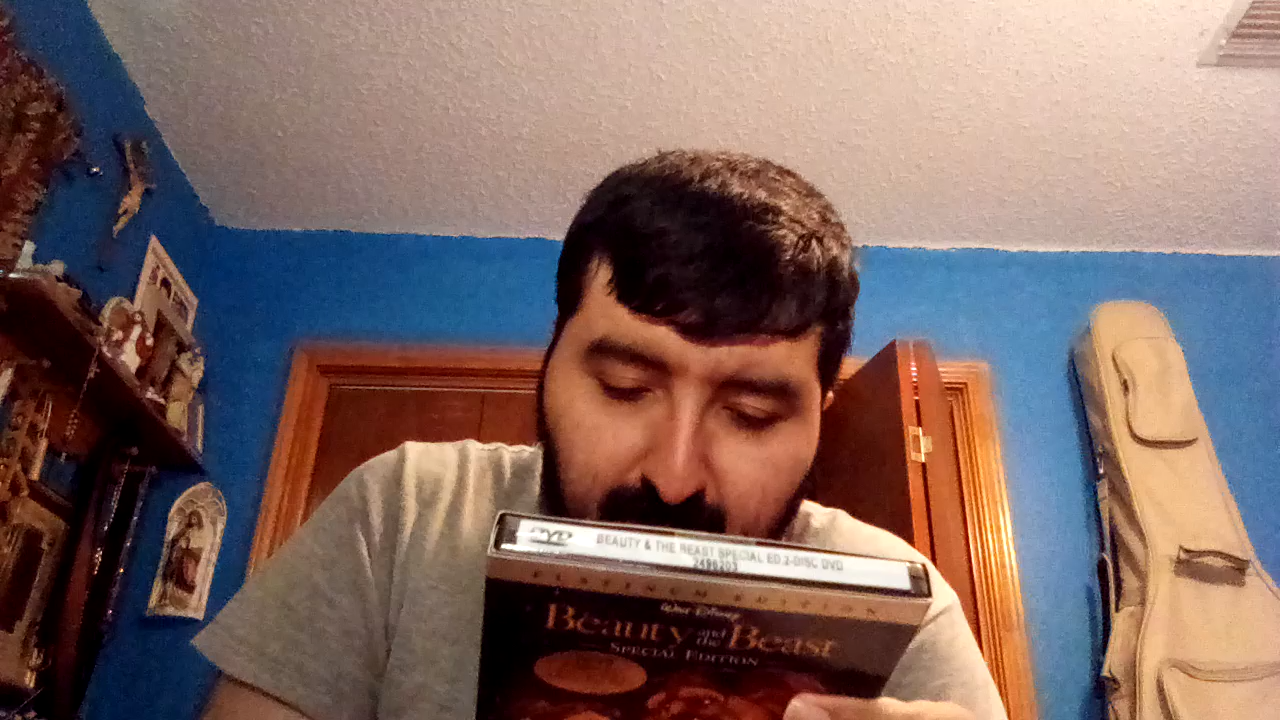 DVD
BEAUTY & THE BEAST SPECIAL ED 2-DISC DVD
2496203
PLATINUM EDITION
Walt Disney
Beauty and the Beast
SPECIAL EDITION